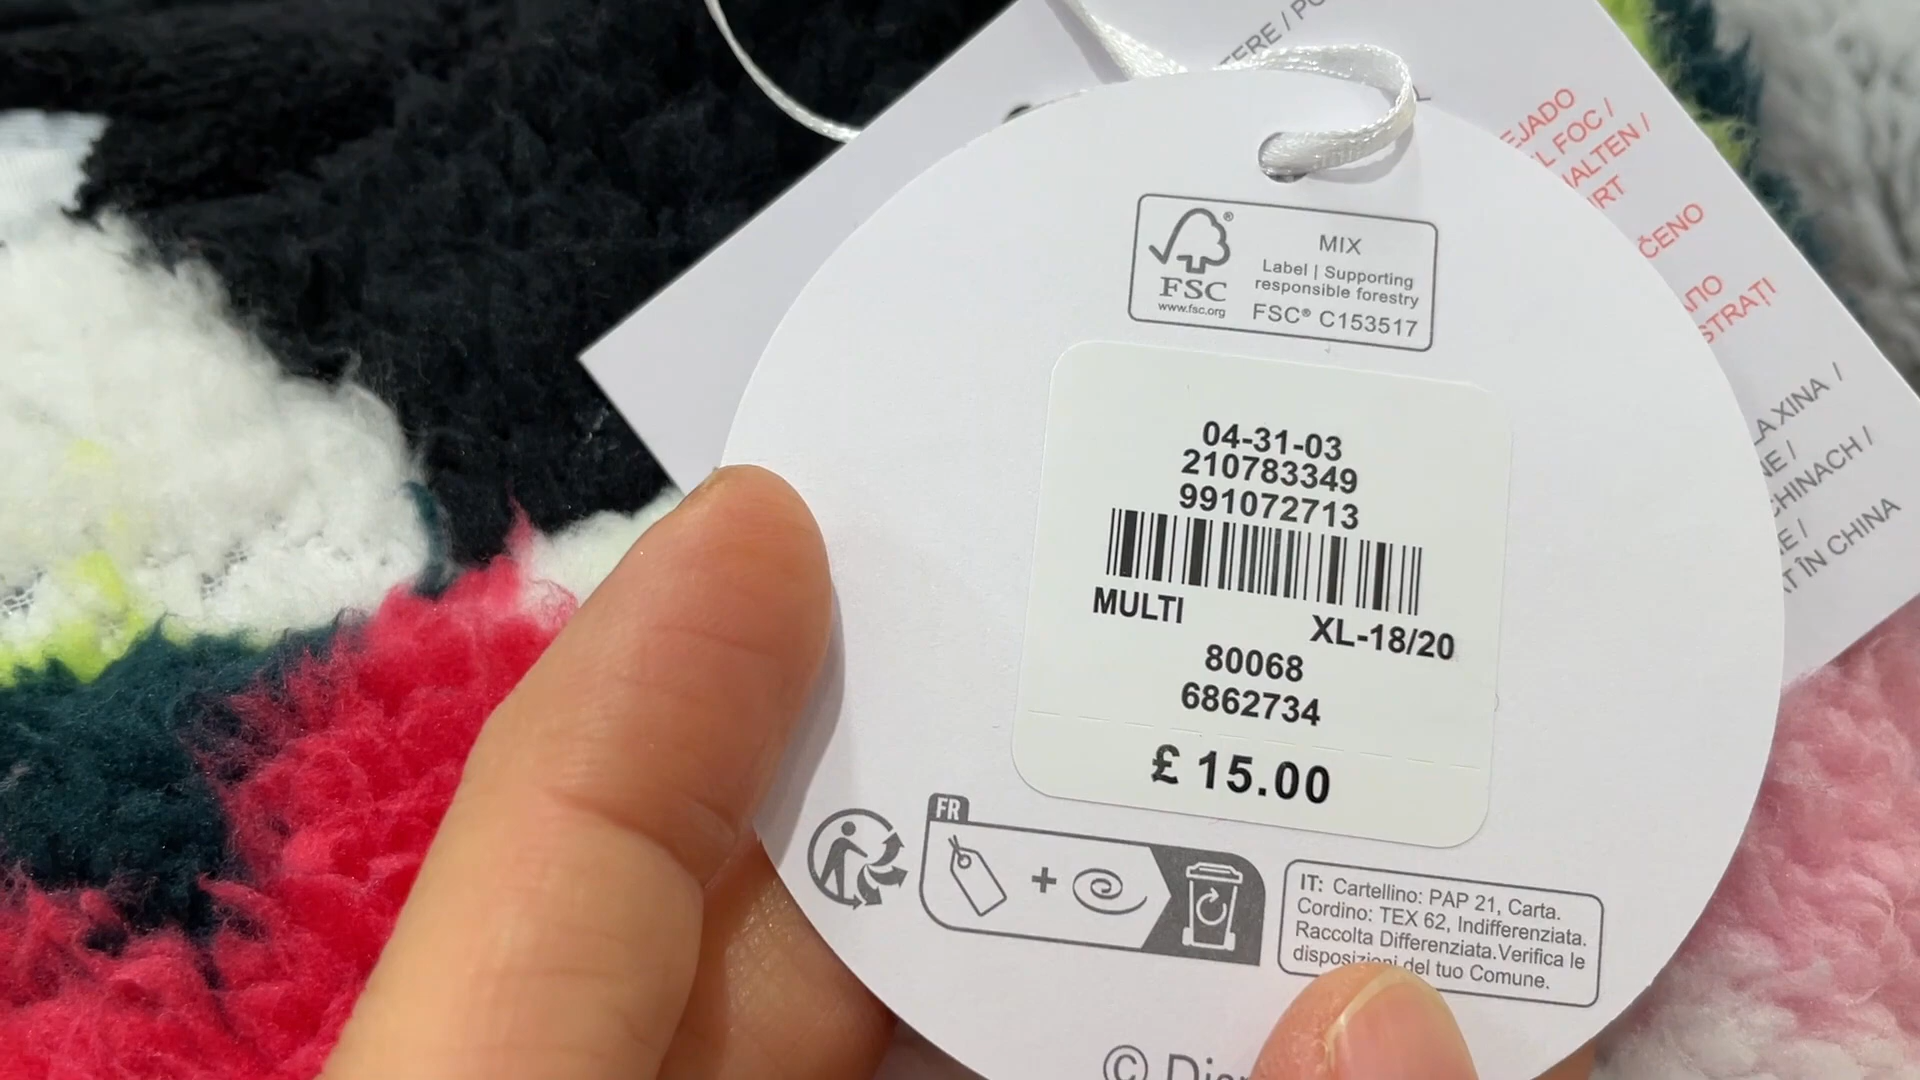 MIX
Label | Supporting
responsible forestry
FSC® C153517
FSC
www.fsc.org
04-31-03
210783349
991072713
MULTI
XL-18/20
80068
6862734
£ 15.00
FR
IT: Cartellino: PAP 21, Carta.
Cordino: TEX 62, Indifferenziata.
Raccolta Differenziata.Verifica le
disposizioni del tuo Comune.
©
FOC /
XINA /
ÎN CHINA